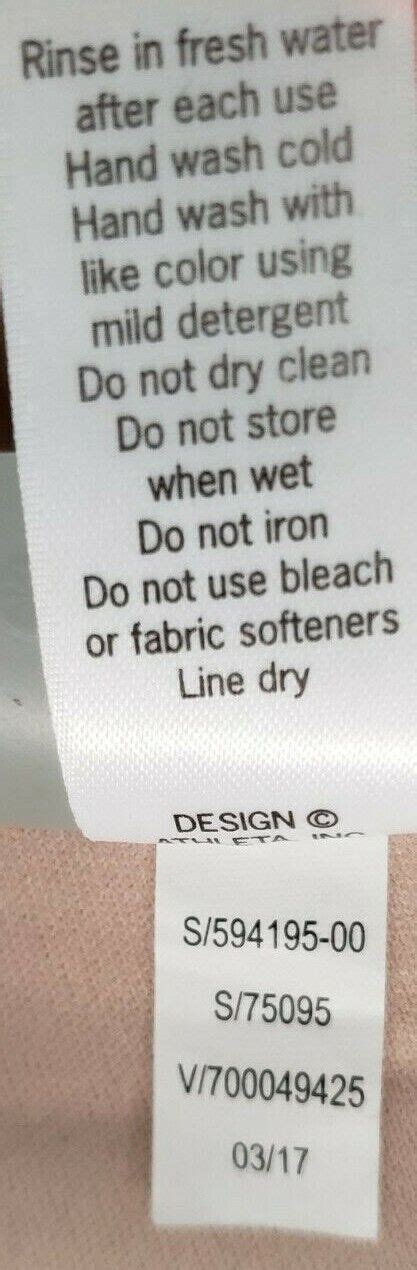 Rinse in fresh water
after each use
Hand wash cold
Hand wash with
like color using
mild detergent
Do not dry clean
Do not store
when wet
Do not iron
Do not use bleach
or fabric softeners
Line dry
DESIGN ©
ATHLETA INC
S/594195-00
S/75095
V/700049425
03/17